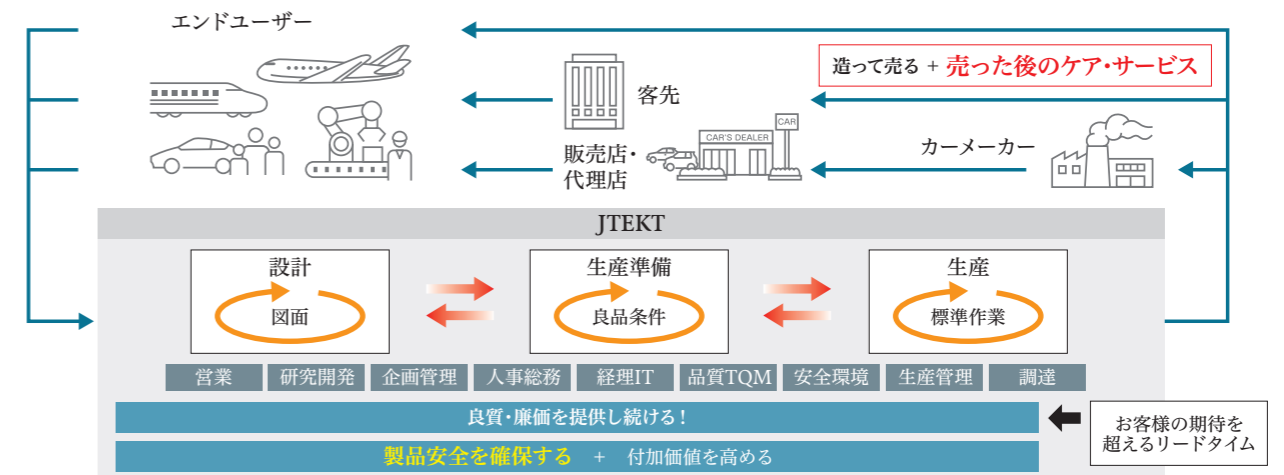 エンドユーザー
造って売る + 売った後のケア・サービス
客先
CAR
CAR'S DEALER
販売店・
代理店
カーメーカー
JTEKT
設計
図面
生産準備
良品条件
生産
標準作業
営業
研究開発
企画管理
人事総務
経理IT
品質TQM
安全環境
生産管理
調達
良質・廉価を提供し続ける!
お客様の期待を
超えるリードタイム
製品安全を確保する + 付加価値を高める